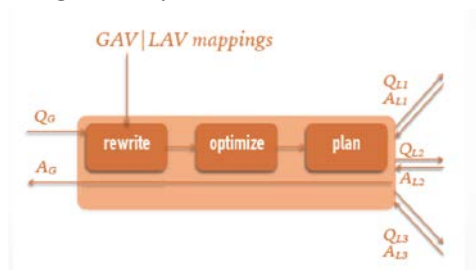 GAV|LAV mappings
QL1
AL1
QG
rewrite
optimize
plan
QL2
AG
AL2
QL3
AL3